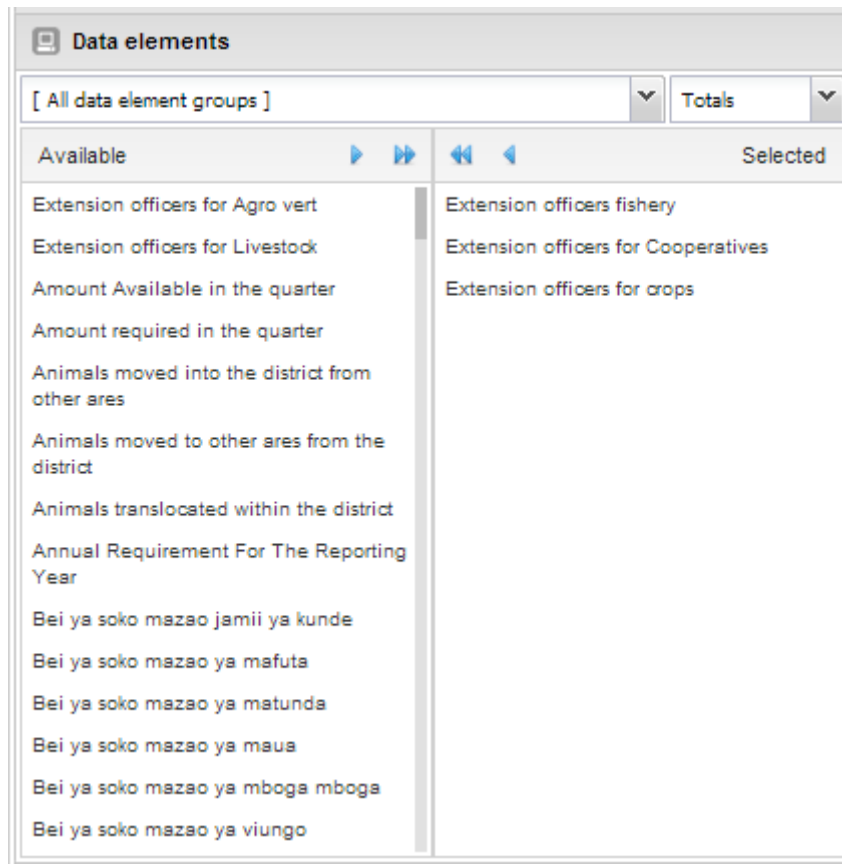 Data elements
[ All data element groups ]
Totals
Available
Selected
Extension officers for Agro vert
Extension officers for Livestock
Amount Available in the quarter
Amount required in the quarter
Animals moved into the district from
other ares
Animals moved to other ares from the
district
Animals translocated within the district
Annual Requirement For The Reporting
Year
Bei ya soko mazao jamii ya kunde
Bei ya soko mazao ya mafuta
Bei ya soko mazao ya matunda
Bei ya soko mazao ya maua
Bei ya soko mazao ya mboga mboga
Bei ya soko mazao ya viungo
Extension officers fishery
Extension officers for Cooperatives
Extension officers for crops